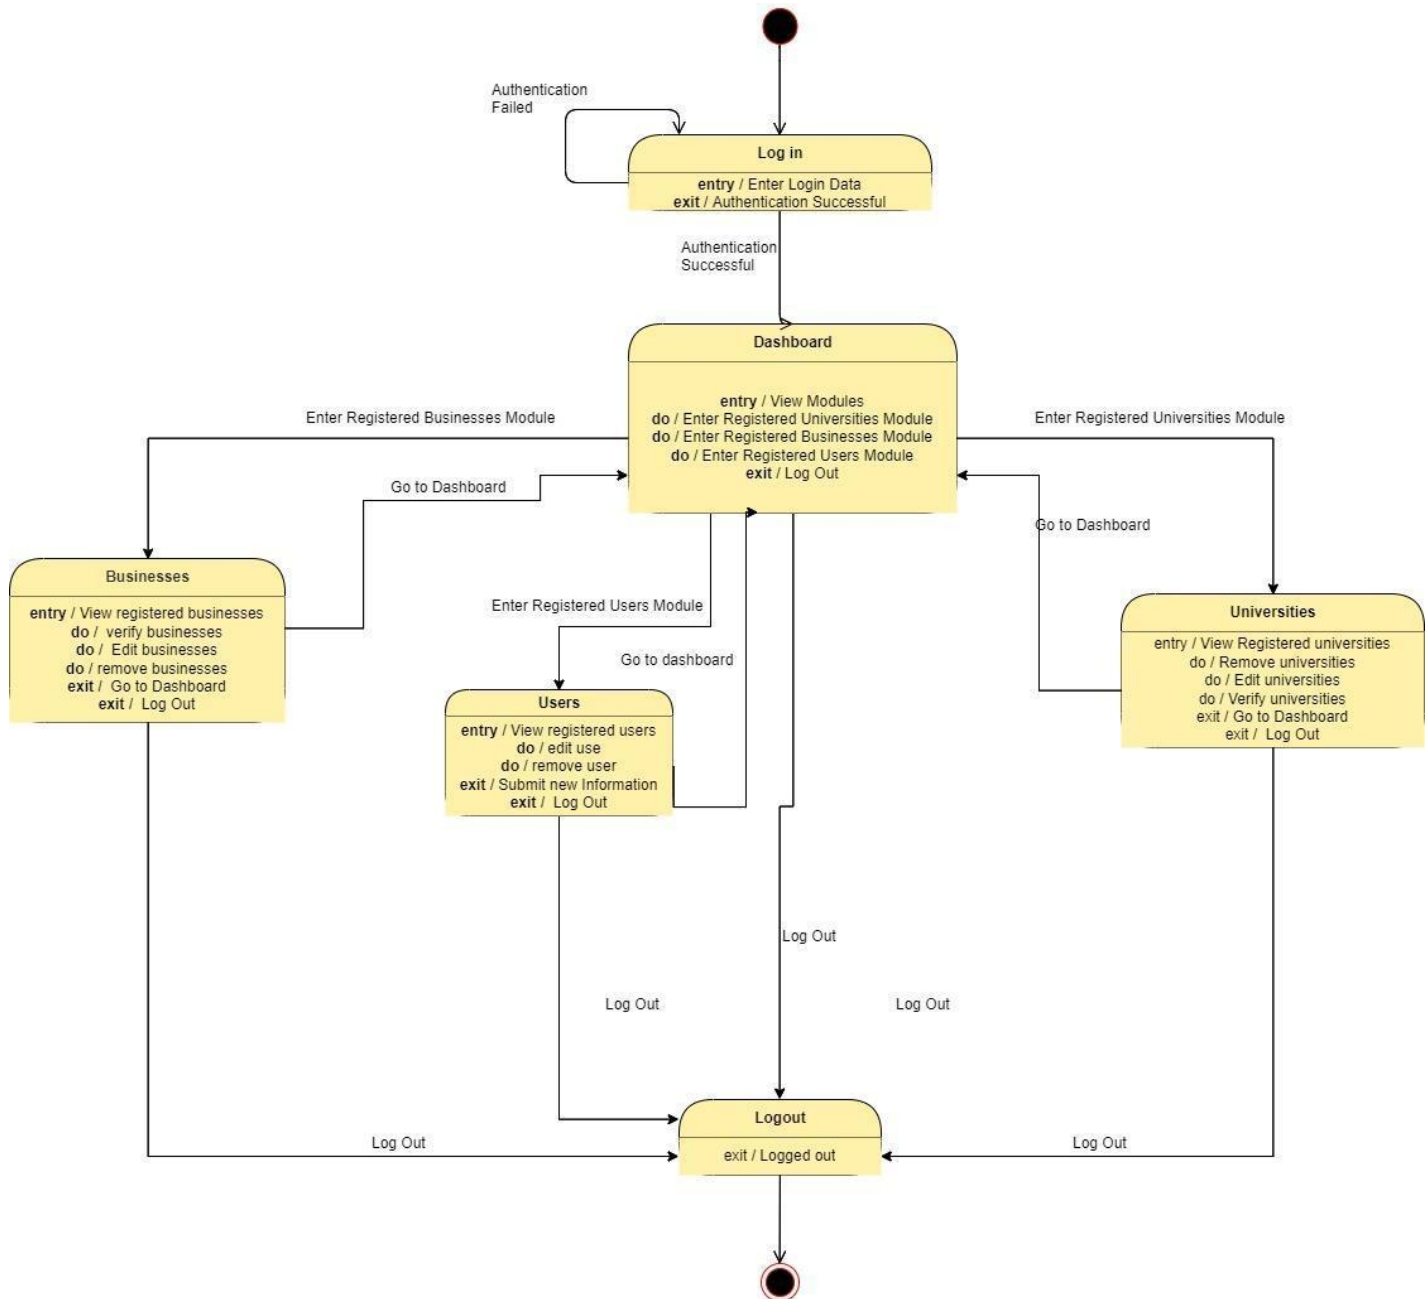 Authentication
Failed
Log in
entry / Enter Login Data
exit / Authentication Successful
Authentication
Successful
Dashboard
entry / View Modules
do / Enter Registered Universities Module
do / Enter Registered Businesses Module
do / Enter Registered Users Module
exit / Log Out
Enter Registered Businesses Module
Enter Registered Universities Module
Go to Dashboard
Go to Dashboard
Businesses
entry / View registered businesses
do / verify businesses
do / Edit businesses
do / remove businesses
exit / Go to Dashboard
exit / Log Out
Enter Registered Users Module
Go to dashboard
Users
entry / View registered users
do / edit use
do / remove user
exit / Submit new Information
exit / Log Out
Universities
entry / View Registered universities
do / Remove universities
do / Edit universities
do / Verify universities
exit / Go to Dashboard
exit / Log Out
Log Out
Log Out
Log Out
Log Out
Log Out
Logout
exit / Logged out